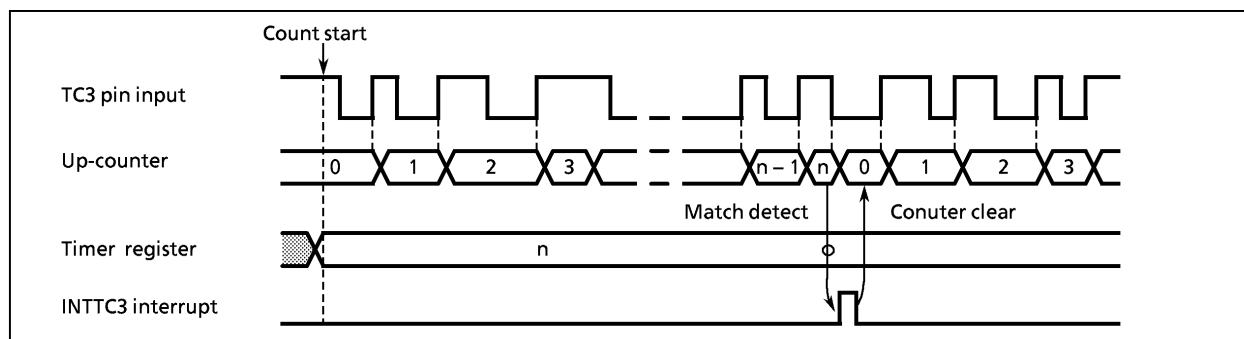 Count start
TC3 pin input
Up-counter
0 1 2 3 n – 1 n 0 1 2 3
Match detect Conuter clear
Timer register
n
INTTC3 interrupt